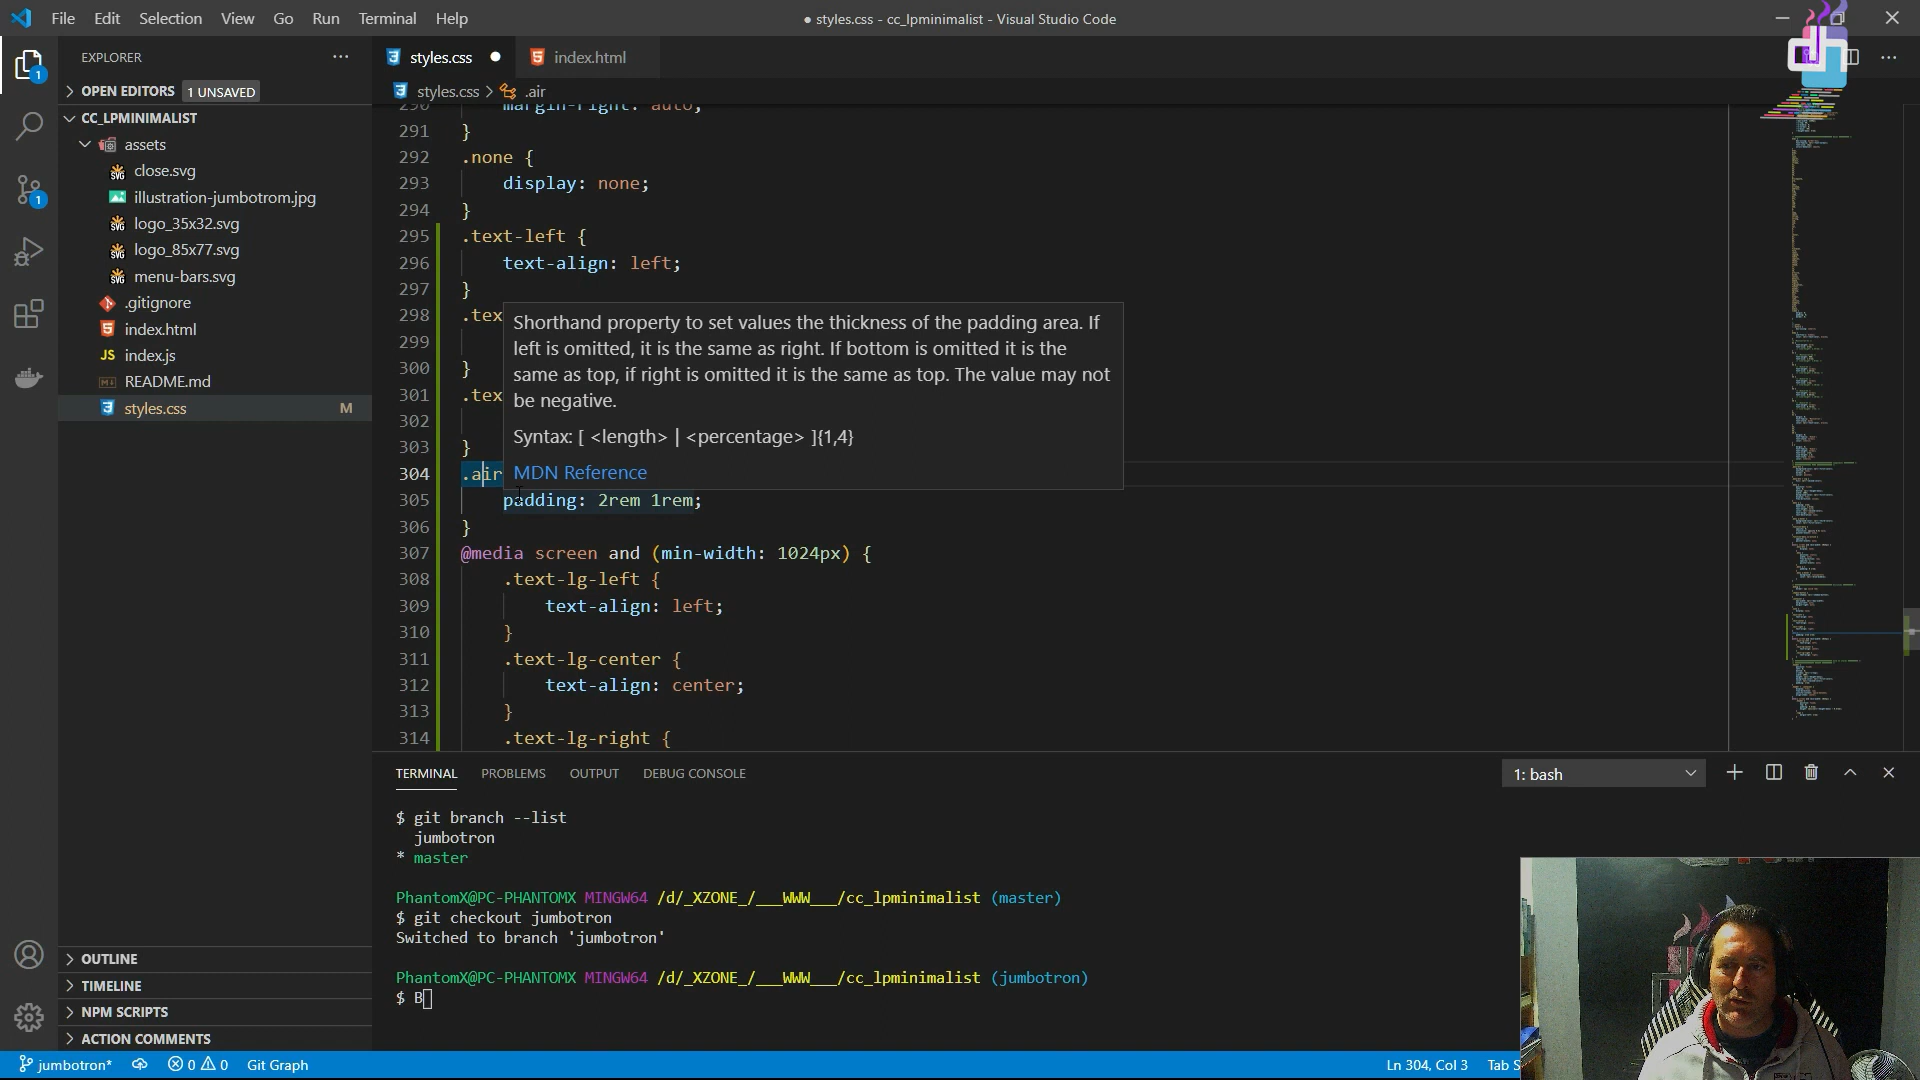 File Edit Selection View Go Run Terminal Help
● styles.css - cc_lpminimalist - Visual Studio Code
EXPLORER
OPEN EDITORS 1 UNSAVED
CC_LPMINIMALIST
assets
close.svg
illustration-jumbotrom.jpg
logo_35x32.svg
logo_85x77.svg
menu-bars.svg
.gitignore
index.html
JS index.js
README.md
styles.css M
OUTLINE
TIMELINE
NPM SCRIPTS
ACTION COMMENTS
styles.css ● index.html
styles.css > .air
290 margin-right: auto;
291 }
292 .none {
293 display: none;
294 }
295 .text-left {
296 text-align: left;
297 }
298 .tex
299
300 }
301 .tex
302
303 }
304 .air
305 padding: 2rem 1rem;
306 }
307 @media screen and (min-width: 1024px) {
308 .text-lg-left {
309 text-align: left;
310 }
311 .text-lg-center {
312 text-align: center;
313 }
314 .text-lg-right {
Shorthand property to set values the thickness of the padding area. If
left is omitted, it is the same as right. If bottom is omitted it is the
same as top, if right is omitted it is the same as top. The value may not
be negative.
Syntax: [ <length> | <percentage> ]{1,4}
MDN Reference
TERMINAL PROBLEMS OUTPUT DEBUG CONSOLE
1: bash
$ git branch --list
jumbotron
* master
PhantomX@PC-PHANTOMX MINGW64 /d/_XZONE_/___WWW___/cc_lpminimalist (master)
$ git checkout jumbotron
Switched to branch 'jumbotron'
PhantomX@PC-PHANTOMX MINGW64 /d/_XZONE_/___WWW___/cc_lpminimalist (jumbotron)
$ B
jumbotron* 0 0 Git Graph
Ln 304, Col 3 Tab S